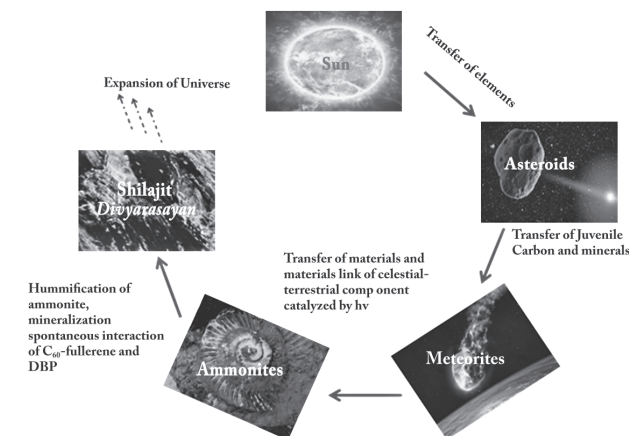 Sun
Transfer of elements
Expansion of Universe
Asteroids
Shilajit
Divyarasayan
Transfer of Juvenile
Carbon and minerals
Transfer of materials and
materials link of celestial-
terrestrial comp onent
catalyzed by hv
Hummification of
ammonite,
mineralization
spontaneous interaction
of C₆₀-fullerene and
DBP
Ammonites
Meteorites